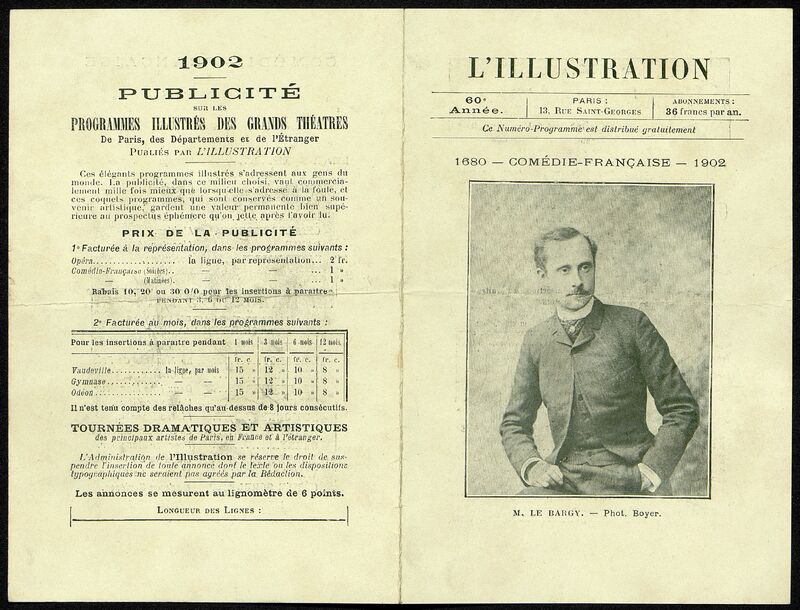 1902
PUBLICITÉ
SUR LES
PROGRAMMES ILLUSTRÉS DES GRANDS THÉATRES
De Paris, des Départements et de l'Étranger
PUBLIÉS PAR L'ILLUSTRATION
Ces élégants programmes illustrés s'adressent aux gens du
monde. La publicité, dans ce milieu choisi, vaut commercia-
lement mille fois mieux que lorsqu'elle s'adresse à la foule, et
ces coquets programmes, qui sont conservés comme un sou-
venir artistique, gardent une valeur permanente bien supé-
rieure au prospectus éphémère qu'on jette après l'avoir lu.
PRIX DE LA PUBLICITÉ
1º Facturée à la représentation, dans les programmes suivants :
Opéra.................... la ligne, par représentation... 2 fr.
Comédie-Française (Soirées).. — — ... 1 »
— (Matinées). — — ... 1 »
Rabais 10, 20 ou 30 0/0 pour les insertions à paraître
PENDANT 3, 6 OU 12 MOIS.
2º Facturée au mois, dans les programmes suivants :
Pour les insertions à paraître pendant 1 mois 3 mois 6 mois 12 mois
fr. c. fr. c. fr. c. fr. c.
Vaudeville............ la ligne, par mois 15 » 12 » 10 » 8 »
Gymnase............ — — 15 » 12 » 10 » 8 »
Odéon............... — — 15 » 12 » 10 » 8 »
Il n'est tenu compte des relâches qu'au-dessus de 8 jours consécutifs.
TOURNÉES DRAMATIQUES ET ARTISTIQUES
des principaux artistes de Paris, en France et à l'étranger.
L'Administration de l'Illustration se réserve le droit de sus-
pendre l'insertion de toute annonce dont le texte ou les dispositions
typographiques ne seraient pas agréés par la Rédaction.
Les annonces se mesurent au lignomètre de 6 points.
LONGUEUR DES LIGNES :
L'ILLUSTRATION
60e
Année.
PARIS :
13, RUE SAINT-GEORGES
ABONNEMENTS :
36 francs par an.
Ce Numéro-Programme est distribué gratuitement
1680 — COMÉDIE-FRANÇAISE — 1902
M. LE BARGY. — Phot. Boyer.